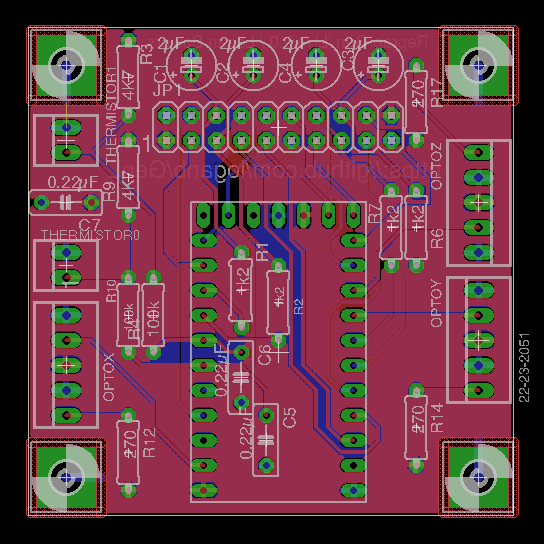 2µF
2µF
2µF
2µF
C1
C2
C4
C3
R3
4K7
JP1
1
THERMISTOR1
270
R17
OPTOZ
4K7
R9
0.22µF
C7
THERMISTOR0
R7
1k2
1k2
R6
R1
1k2
1k2
R2
R10
100k
R4
100k
OPTOX
C6
0.22µF
C5
0.22µF
OPTOY
22-23-2051
270
R14
270
R12